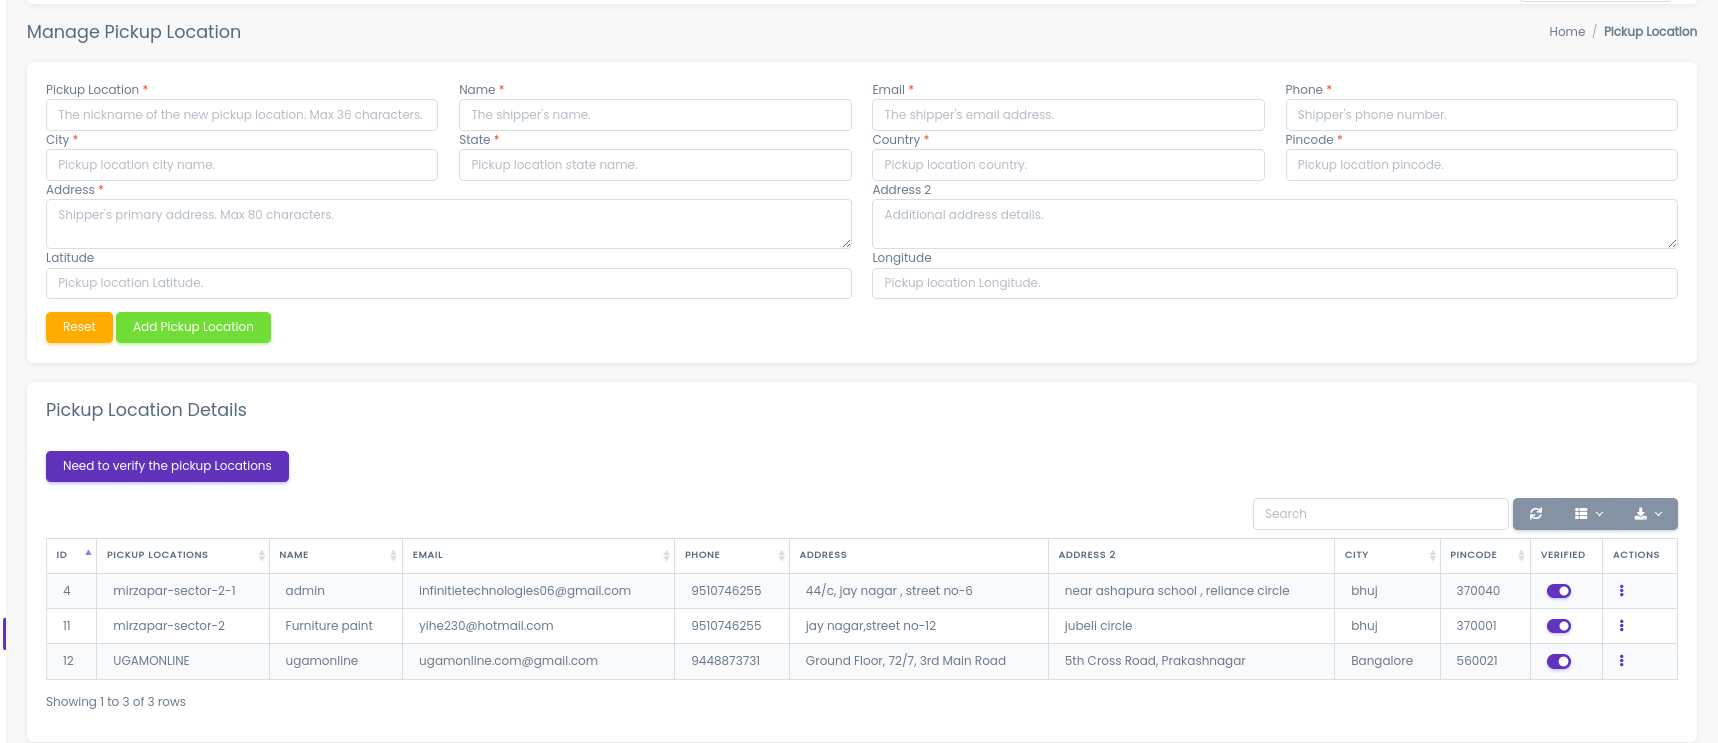 Manage Pickup Location
Home / Pickup Location
Pickup Location * Name * Email * Phone *
The nickname of the new pickup location. Max 36 characters. The shipper's name. The shipper's email address. Shipper's phone number.
City * State * Country * Pincode *
Pickup location city name. Pickup location state name. Pickup location country. Pickup location pincode.
Address * Address 2
Shipper's primary address. Max 80 characters. Additional address details.
Latitude Longitude
Pickup location Latitude. Pickup location Longitude.
Reset Add Pickup Location
Pickup Location Details
Need to verify the pickup Locations
Search
ID PICKUP LOCATIONS NAME EMAIL PHONE ADDRESS ADDRESS 2 CITY PINCODE VERIFIED ACTIONS
4 mirzapar-sector-2-1 admin infinitietechnologies06@gmail.com 9510746255 44/c, jay nagar , street no-6 near ashapura school , reliance circle bhuj 370040
11 mirzapar-sector-2 Furniture paint yihe230@hotmail.com 9510746255 jay nagar,street no-12 jubeli circle bhuj 370001
12 UGAMONLINE ugamonline ugamonline.com@gmail.com 9448873731 Ground Floor, 72/7, 3rd Main Road 5th Cross Road, Prakashnagar Bangalore 560021
Showing 1 to 3 of 3 rows